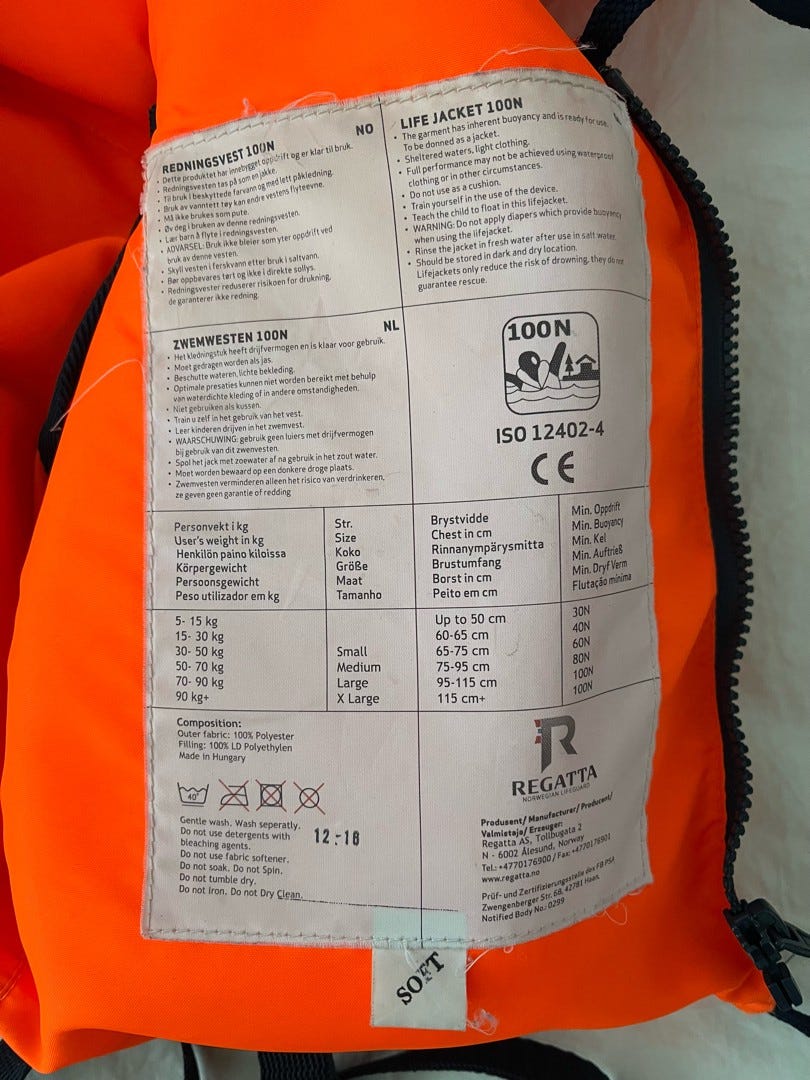 REDNINGSVEST 100N
NO
• Dette produktet har innebygget oppdrift og er klar til bruk.
• Redningsvesten tas på som en jakke.
• Til bruk i beskyttede farvann og med lett påkledning.
• Bruk av vanntett tøy kan endre vestens flyteevne.
• Må ikke brukes som pute.
• Øv deg i bruken av denne redningsvesten.
• Lær barn å flyte i redningsvesten.
• ADVARSEL: Bruk ikke bleier som yter oppdrift ved
bruk av denne vesten.
• Skyll vesten i ferskvann etter bruk i saltvann.
• Bør oppbevares tørt og ikke i direkte sollys.
• Redningsvester reduserer risikoen for drukning,
de garanterer ikke redning.
LIFE JACKET 100N
• The garment has inherent buoyancy and is ready for use.
To be donned as a jacket.
• Sheltered waters, light clothing.
• Full performance may not be achieved using waterproof
clothing or in other circumstances.
• Do not use as a cushion.
• Train yourself in the use of the device.
• Teach the child to float in this lifejacket.
• WARNING: Do not apply diapers which provide buoyancy
when using the lifejacket.
• Rinse the jacket in fresh water after use in salt water.
• Should be stored in dark and dry location.
Lifejackets only reduce the risk of drowning, they do not
guarantee rescue.
ZWEMWESTEN 100N
NL
• Het kledningstuk heeft drijfvermogen en is klaar voor gebruik.
• Moet gedragen worden als jas.
• Beschutte wateren, lichte bekleding.
• Optimale presaties kunnen niet worden bereikt met behulp
van waterdichte kleding of in andere omstandigheden.
• Niet gebruiken als kussen.
• Train u zelf in het gebruik van het vest.
• Leer kinderen drijven in het zwemvest.
• WAARSCHUWING: gebruik geen luiers met drijfvermogen
bij gebruik van dit zwemvesten.
• Spol het jack met zoewater af na gebruik in het zout water.
• Moet worden bewaard op een donkere droge plaats.
• Zwemvesten verminderen alleen het risico van verdrinkeren,
ze geven geen garantie of redding
100N
ISO 12402-4
CE
Personvekt i kg
User's weight in kg
Henkilön paino kiloissa
Körpergewicht
Persoonsgewicht
Peso utilizador em kg
Str.
Size
Koko
Größe
Maat
Tamanho
Brystvidde
Chest in cm
Rinnanympärysmitta
Brustumfang
Borst in cm
Peito em cm
Min. Oppdrift
Min. Buoyancy
Min. Kel
Min. Auftrieß
Min. Dryf Verm
Flutação mínima
5- 15 kg Up to 50 cm 30N
15- 30 kg 60-65 cm 40N
30- 50 kg Small 65-75 cm 60N
50- 70 kg Medium 75-95 cm 80N
70- 90 kg Large 95-115 cm 100N
90 kg+ X Large 115 cm+ 100N
Composition:
Outer fabric: 100% Polyester
Filling: 100% LD Polyethylen
Made in Hungary
40°
Gentle wash. Wash seperatly.
Do not use detergents with
bleaching agents.
Do not use fabric softener.
Do not soak. Do not Spin.
Do not tumble dry.
Do not Iron. Do not Dry Clean.
12.-16
R
REGATTA
NORWEGIAN LIFEGUARD
Produsent/ Manufacturer/ Producent/
Valmistaja/ Erzeuger:
Regatta AS, Tollbugata 2
N - 6002 Ålesund, Norway
Tel.: +4770176900 / Fax: +4770176901
www.regatta.no
Prüf- und Zertifizierungsstelle des FB PSA
Zwengenberger Str. 68, 42781 Haan.
Notified Body No.: 0299
SOFT